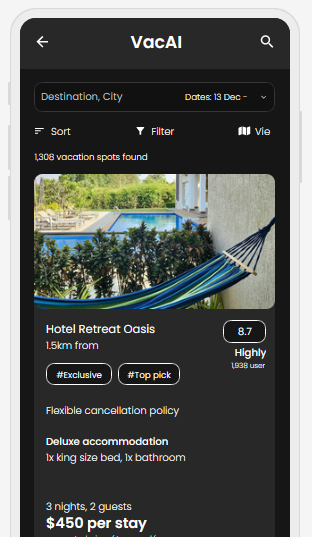 VacAI
Destination, City Dates: 13 Dec -
Sort Filter Vie
1,308 vacation spots found
Hotel Retreat Oasis 8.7
1.5km from Highly
1,938 user
#Exclusive #Top pick
Flexible cancellation policy
Deluxe accommodation
1x king size bed, 1x bathroom
3 nights, 2 guests
$450 per stay